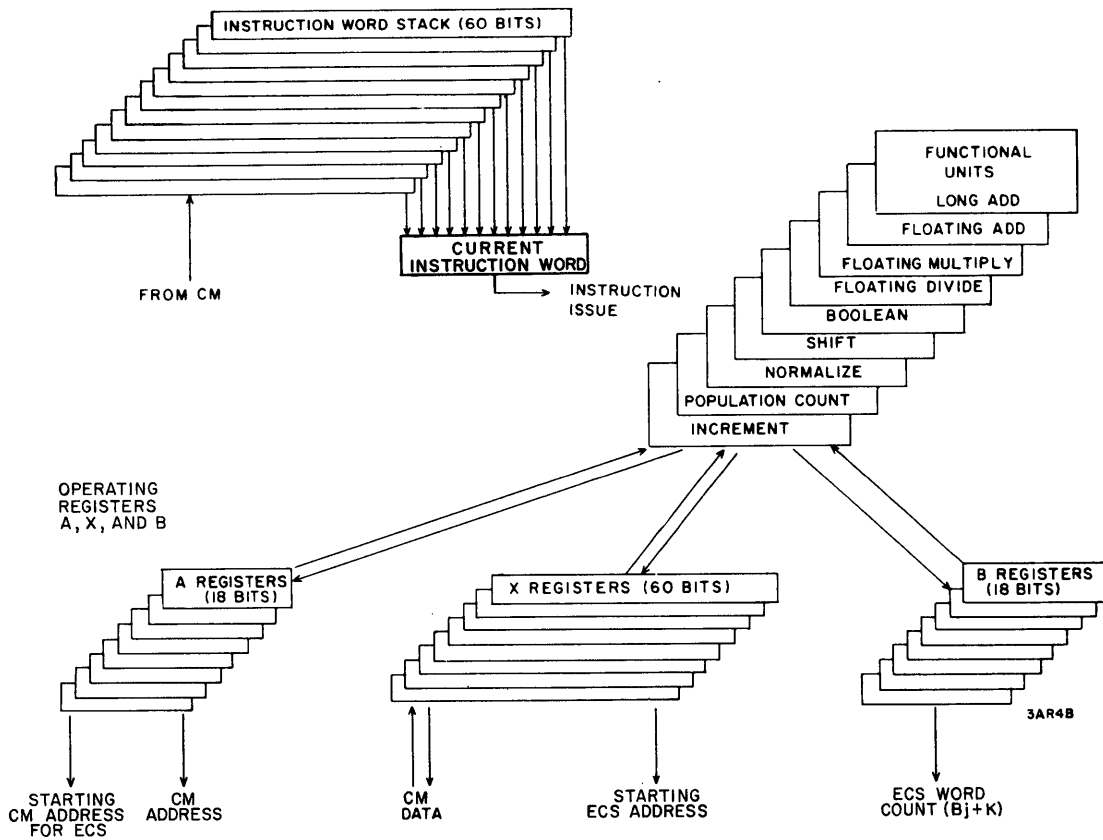 INSTRUCTION WORD STACK (60 BITS)
FUNCTIONAL
UNITS
LONG ADD
FLOATING ADD
FLOATING MULTIPLY
FLOATING DIVIDE
BOOLEAN
SHIFT
NORMALIZE
POPULATION COUNT
INCREMENT
CURRENT
INSTRUCTION WORD
FROM CM
INSTRUCTION
ISSUE
OPERATING
REGISTERS
A, X, AND B
A REGISTERS
(18 BITS)
X REGISTERS (60 BITS)
B REGISTERS
(18 BITS)
3AR4B
STARTING
CM ADDRESS
FOR ECS
CM
ADDRESS
CM
DATA
STARTING
ECS ADDRESS
ECS WORD
COUNT (Bj+K)